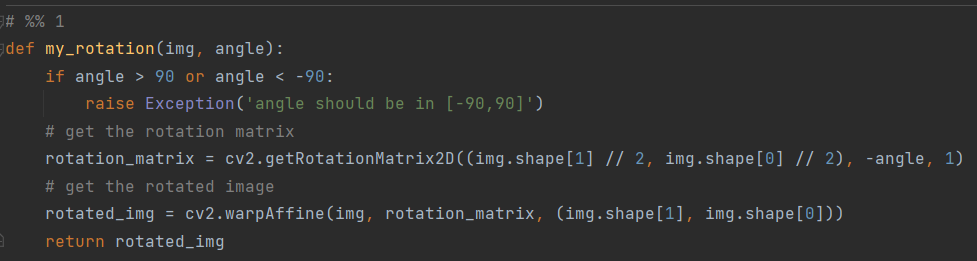 # %% 1
def my_rotation(img, angle):
    if angle > 90 or angle < -90:
        raise Exception('angle should be in [-90,90]')
    # get the rotation matrix
    rotation_matrix = cv2.getRotationMatrix2D((img.shape[1] // 2, img.shape[0] // 2), -angle, 1)
    # get the rotated image
    rotated_img = cv2.warpAffine(img, rotation_matrix, (img.shape[1], img.shape[0]))
    return rotated_img